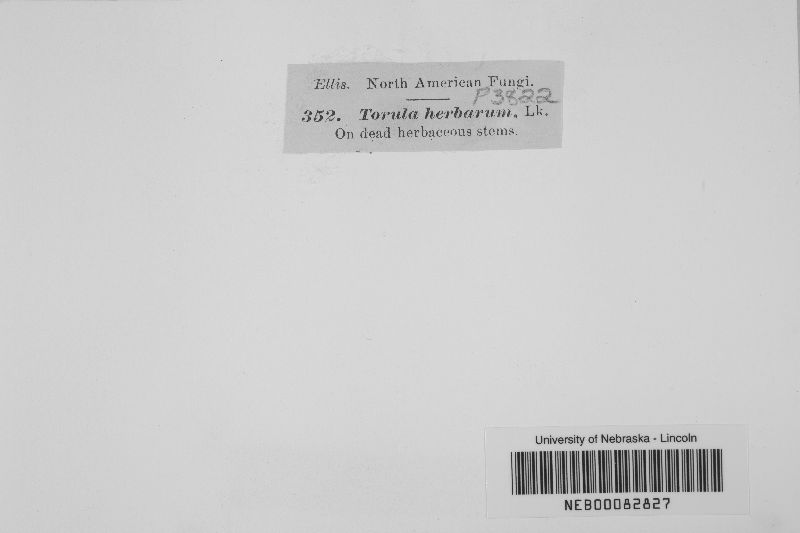 Ellis. North American Fungi.
P3822
352. Torula herbarum, Lk.
On dead herbaceous stems.
University of Nebraska - Lincoln
NEB00082827